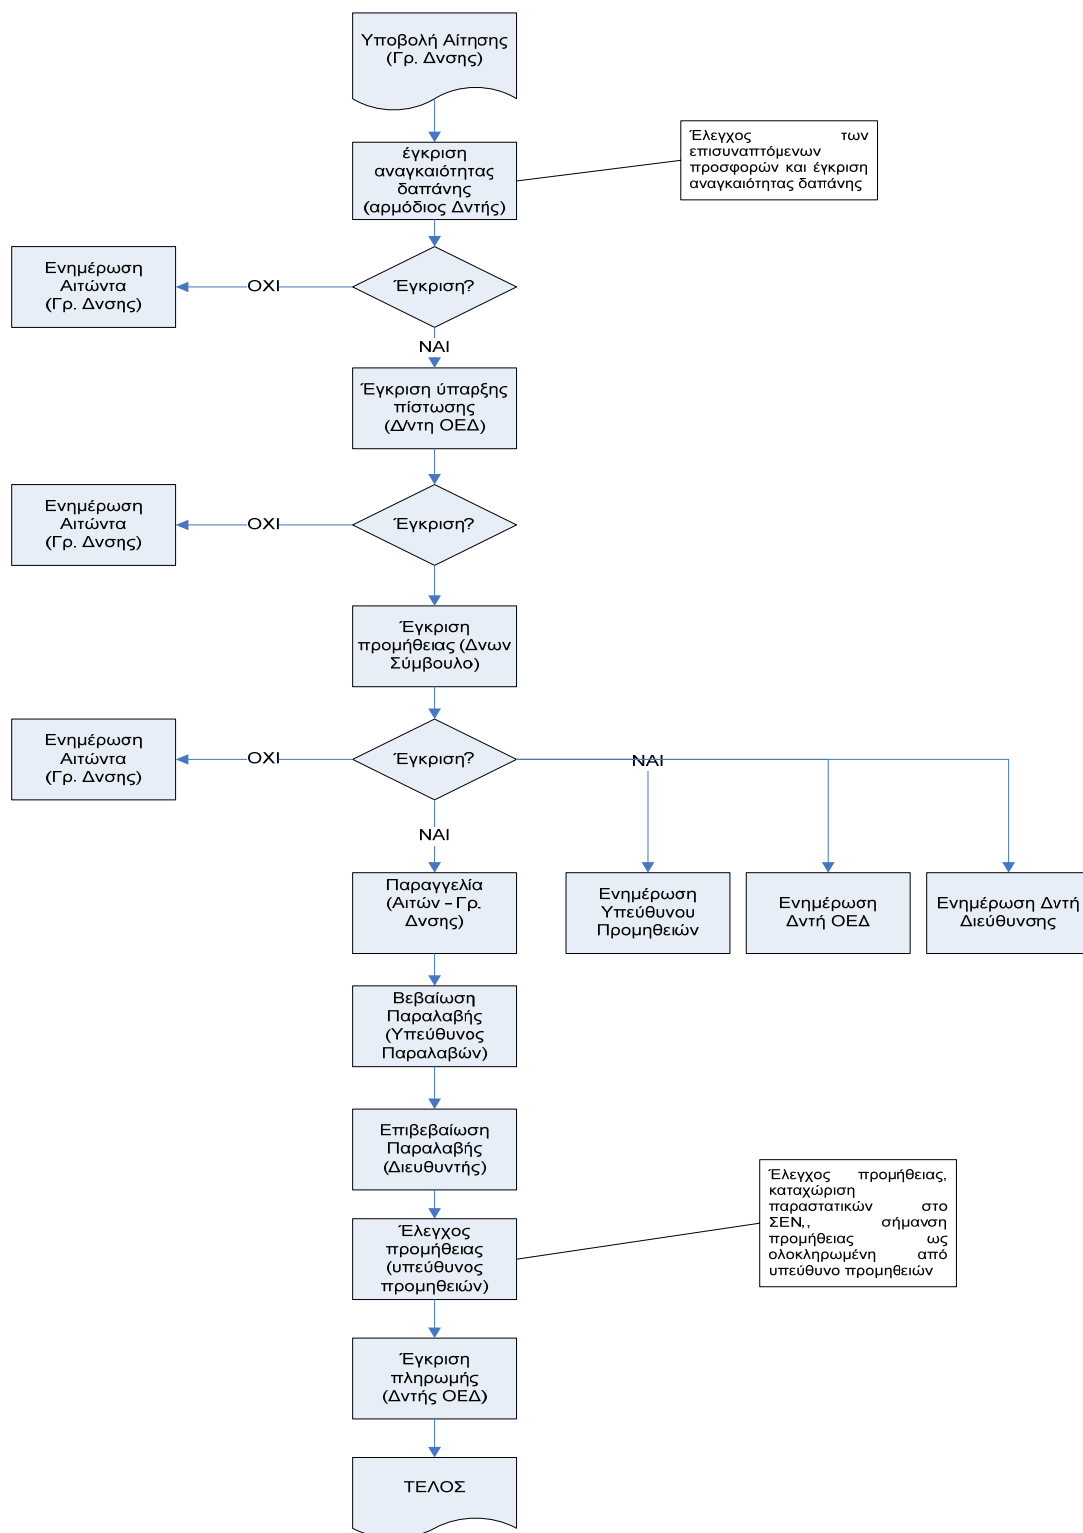 Υποβολή Αίτησης
(Γρ. Δνσης)
έγκριση
αναγκαιότητας
δαπάνης
(αρμόδιος Δντής)
Έλεγχος των
επισυναπτόμενων
προσφορών και έγκριση
αναγκαιότητας δαπάνης
Ενημέρωση
Αιτώντα
(Γρ. Δνσης)
ΟΧΙ
Έγκριση?
ΝΑΙ
Έγκριση ύπαρξης
πίστωσης
(Δ/ντη ΟΕΔ)
Ενημέρωση
Αιτώντα
(Γρ. Δνσης)
ΟΧΙ
Έγκριση?
Έγκριση
προμήθειας (Δνων
Σύμβουλο)
Ενημέρωση
Αιτώντα
(Γρ. Δνσης)
ΟΧΙ
Έγκριση?
ΝΑΙ
ΝΑΙ
Παραγγελία
(Αιτών – Γρ.
Δνσης)
Ενημέρωση
Υπεύθυνου
Προμηθειών
Ενημέρωση
Δντή ΟΕΔ
Ενημέρωση Δντή
Διεύθυνσης
Βεβαίωση
Παραλαβής
(Υπεύθυνος
Παραλαβών)
Επιβεβαίωση
Παραλαβής
(Διευθυντής)
Έλεγχος
προμήθειας
(υπεύθυνος
προμηθειών)
Έλεγχος προμήθειας,
καταχώριση
παραστατικών στο
ΣΕΝ,, σήμανση
προμήθειας ως
ολοκληρωμένη από
υπεύθυνο προμηθειών
Έγκριση
πληρωμής
(Δντής ΟΕΔ)
ΤΕΛΟΣ